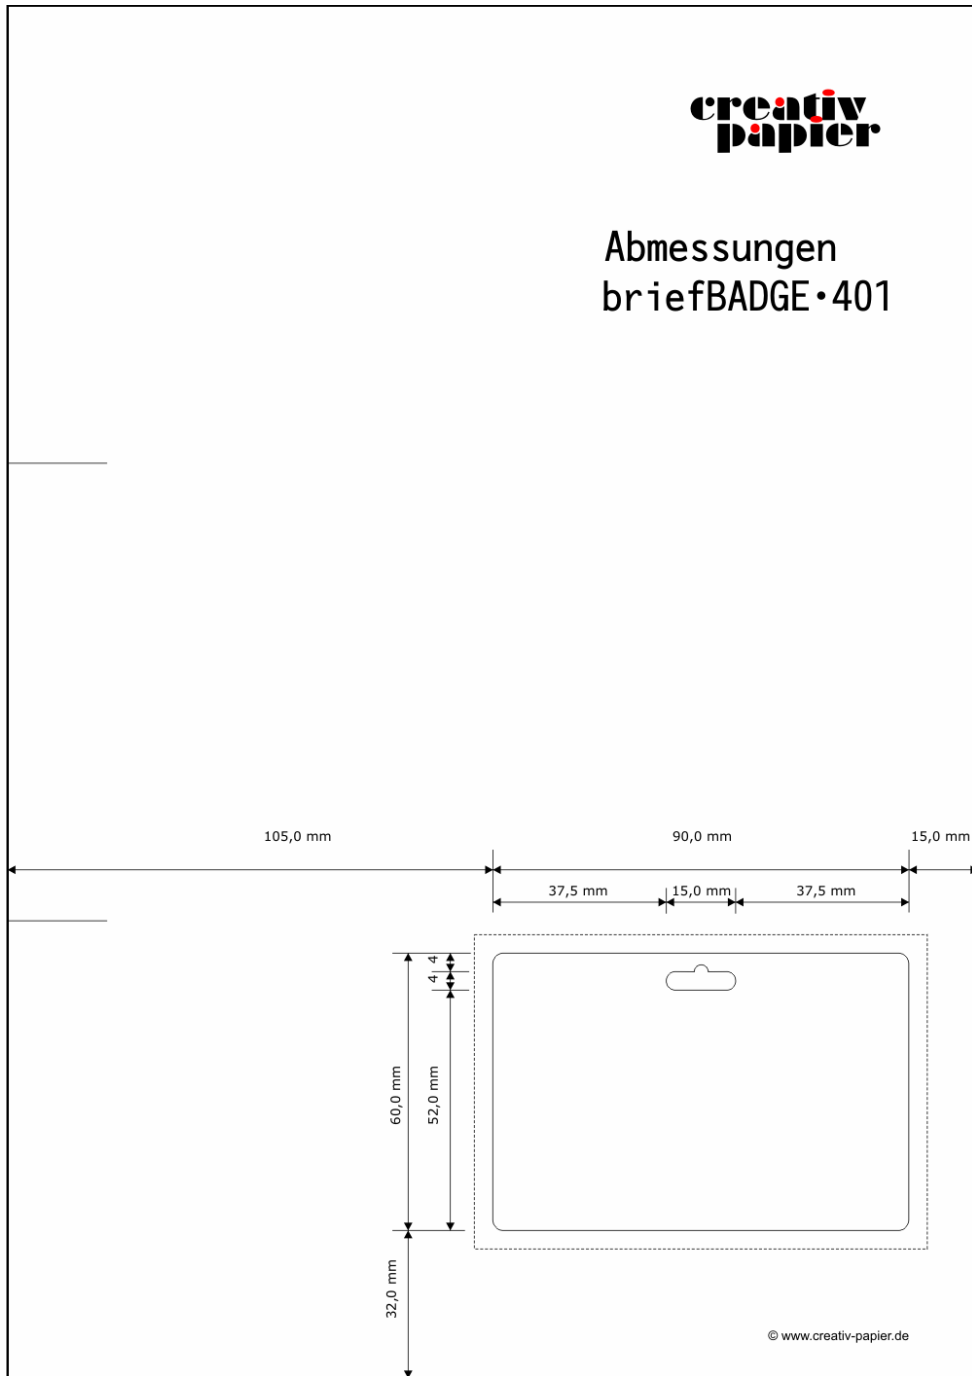 creativ
papier
Abmessungen
briefBADGE·401
105,0 mm
90,0 mm
15,0 mm
37,5 mm
15,0 mm
37,5 mm
4
4
60,0 mm
52,0 mm
32,0 mm
© www.creativ-papier.de